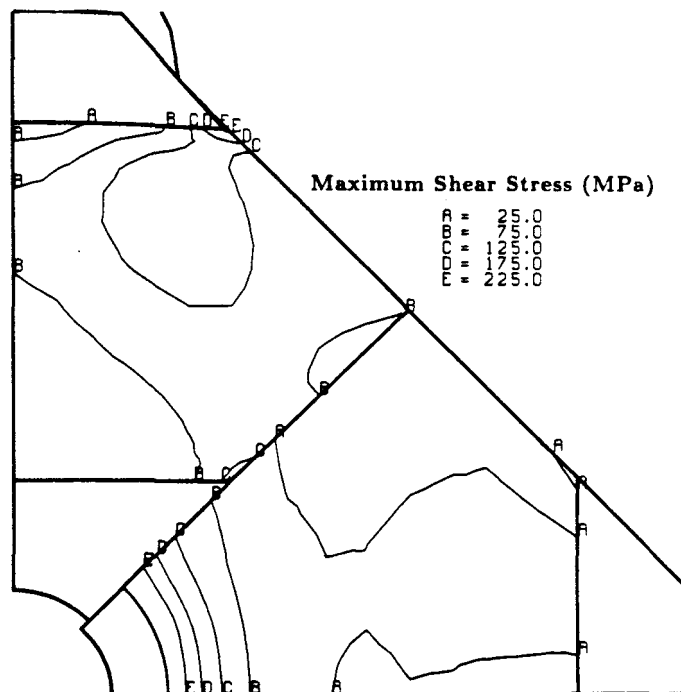 A B C D E E
A D
C
B
Maximum Shear Stress (MPa)
A = 25.0
B = 75.0
C = 125.0
D = 175.0
E = 225.0
B
B
B
A
A
B C
A
A
A
E D C B A